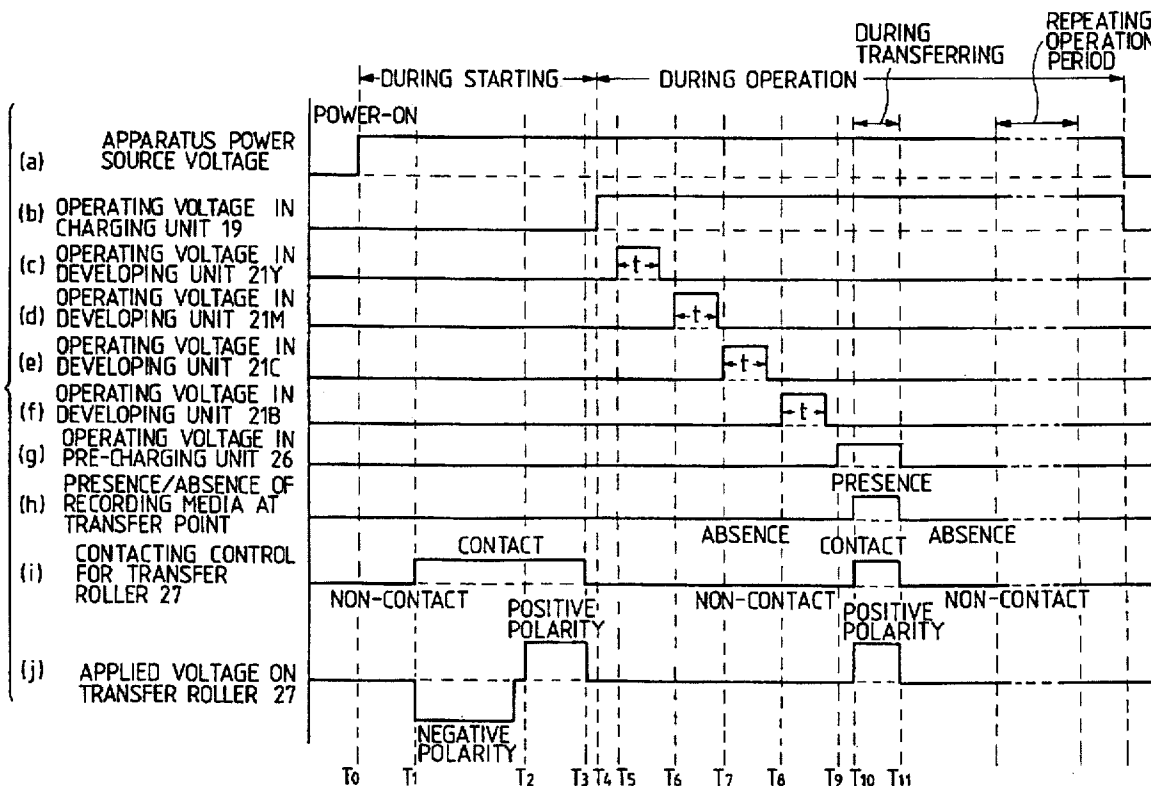 DURING
TRANSFERRING
REPEATING
OPERATION
PERIOD
DURING STARTING
DURING OPERATION
POWER-ON
(a) APPARATUS POWER
SOURCE VOLTAGE
(b) OPERATING VOLTAGE IN
CHARGING UNIT 19
(c) OPERATING VOLTAGE IN
DEVELOPING UNIT 21Y
t
(d) OPERATING VOLTAGE IN
DEVELOPING UNIT 21M
t
(e) OPERATING VOLTAGE IN
DEVELOPING UNIT 21C
t
(f) OPERATING VOLTAGE IN
DEVELOPING UNIT 21B
t
(g) OPERATING VOLTAGE IN
PRE-CHARGING UNIT 26
(h) PRESENCE/ABSENCE OF
RECORDING MEDIA AT
TRANSFER POINT
PRESENCE
ABSENCE
ABSENCE
(i) CONTACTING CONTROL
FOR TRANSFER
ROLLER 27
CONTACT
CONTACT
NON-CONTACT
NON-CONTACT
NON-CONTACT
(j) APPLIED VOLTAGE ON
TRANSFER ROLLER 27
POSITIVE
POLARITY
POSITIVE
POLARITY
NEGATIVE
POLARITY
T0 T1 T2 T3 T4 T5 T6 T7 T8 T9 T10 T11